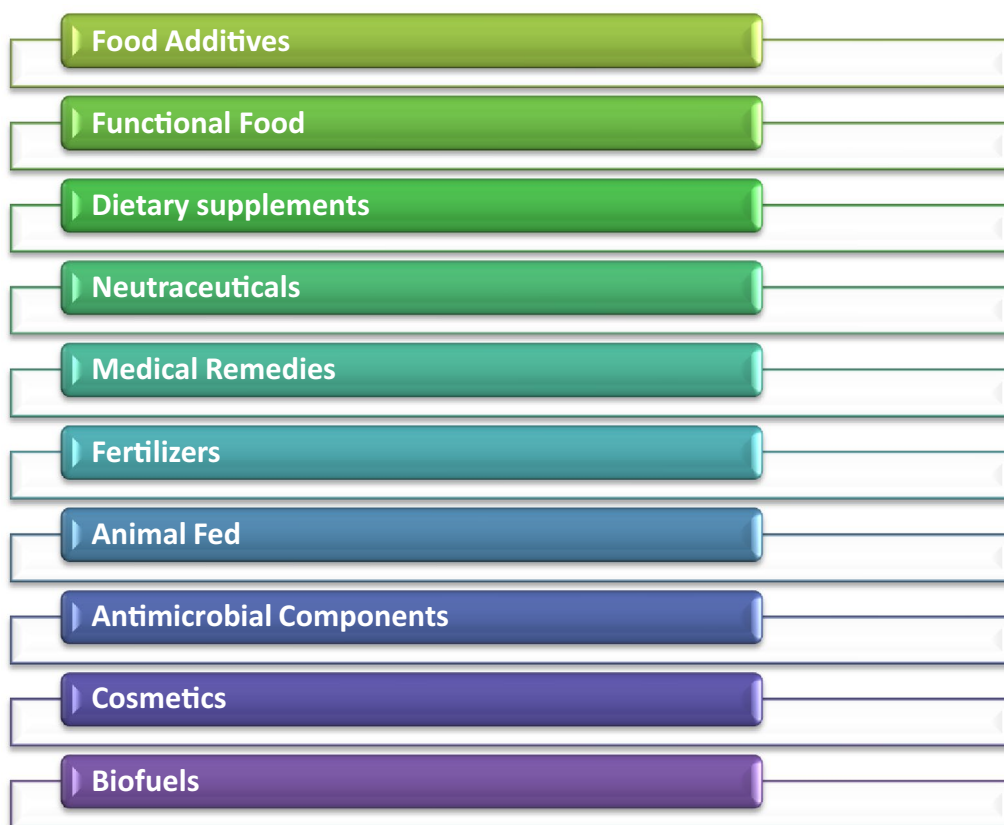 Food Additives
Functional Food
Dietary supplements
Neutraceuticals
Medical Remedies
Fertilizers
Animal Fed
Antimicrobial Components
Cosmetics
Biofuels